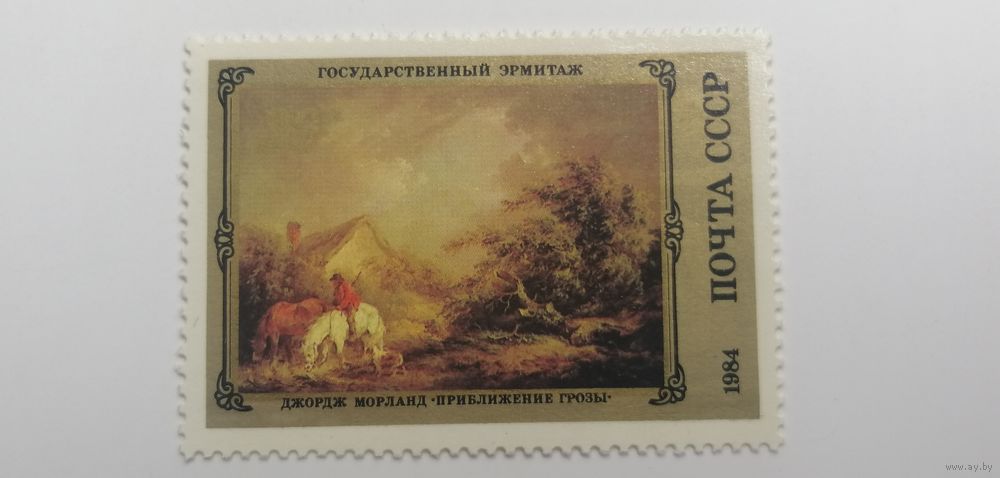 ГОСУДАРСТВЕННЫЙ ЭРМИТАЖ
ПОЧТА СССР
1984
ДЖОРДЖ МОРЛАНД ·ПРИБЛИЖЕНИЕ ГРОЗЫ·
www.ay.by